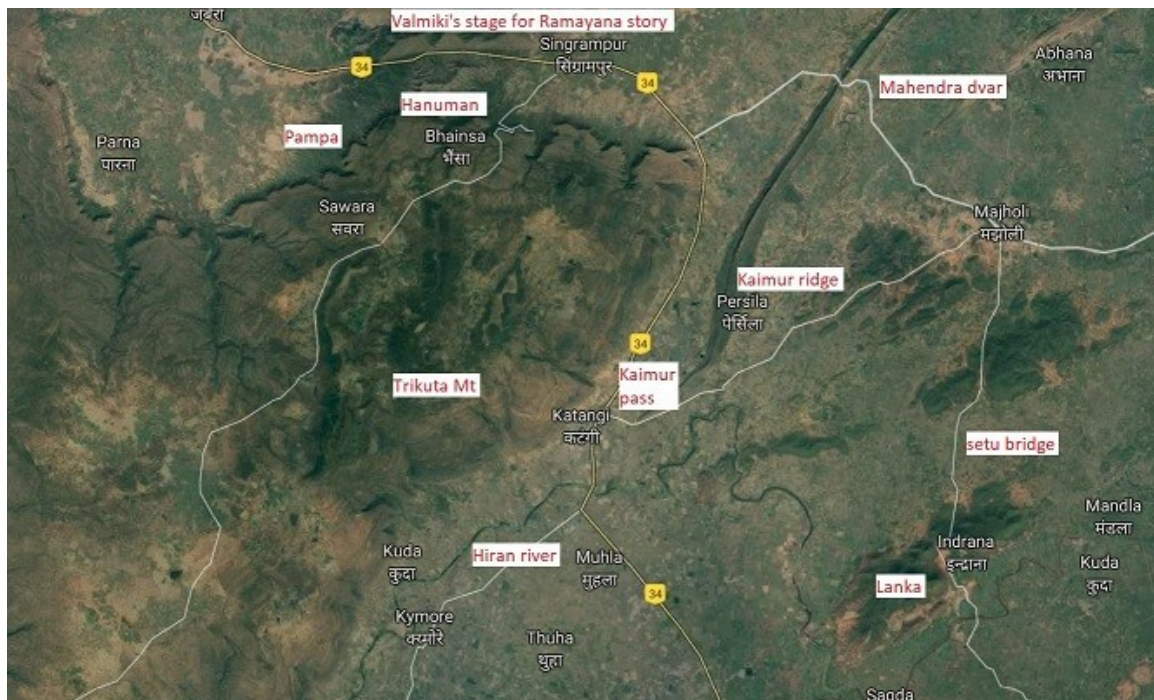 जबेरा
Valmiki's stage for Ramayana story
Singrampur
सिंग्रामपुर
34
34
Abhana
अभाना
Mahendra dvar
Hanuman
Pampa
Bhainsa
भैंसा
Parna
पारना
Sawara
सवरा
Majholi
मझोली
Kaimur ridge
Persila
पेर्सिला
34
Trikuta Mt
Kaimur
pass
Katangi
कटंगी
setu bridge
Mandla
मंडला
Indrana
इन्द्राना
Kuda
कुदा
Hiran river
Muhla
मुहला
Kuda
कुदा
Lanka
34
Kymore
क्य्मोरे
Thuha
थुहा
Sagda